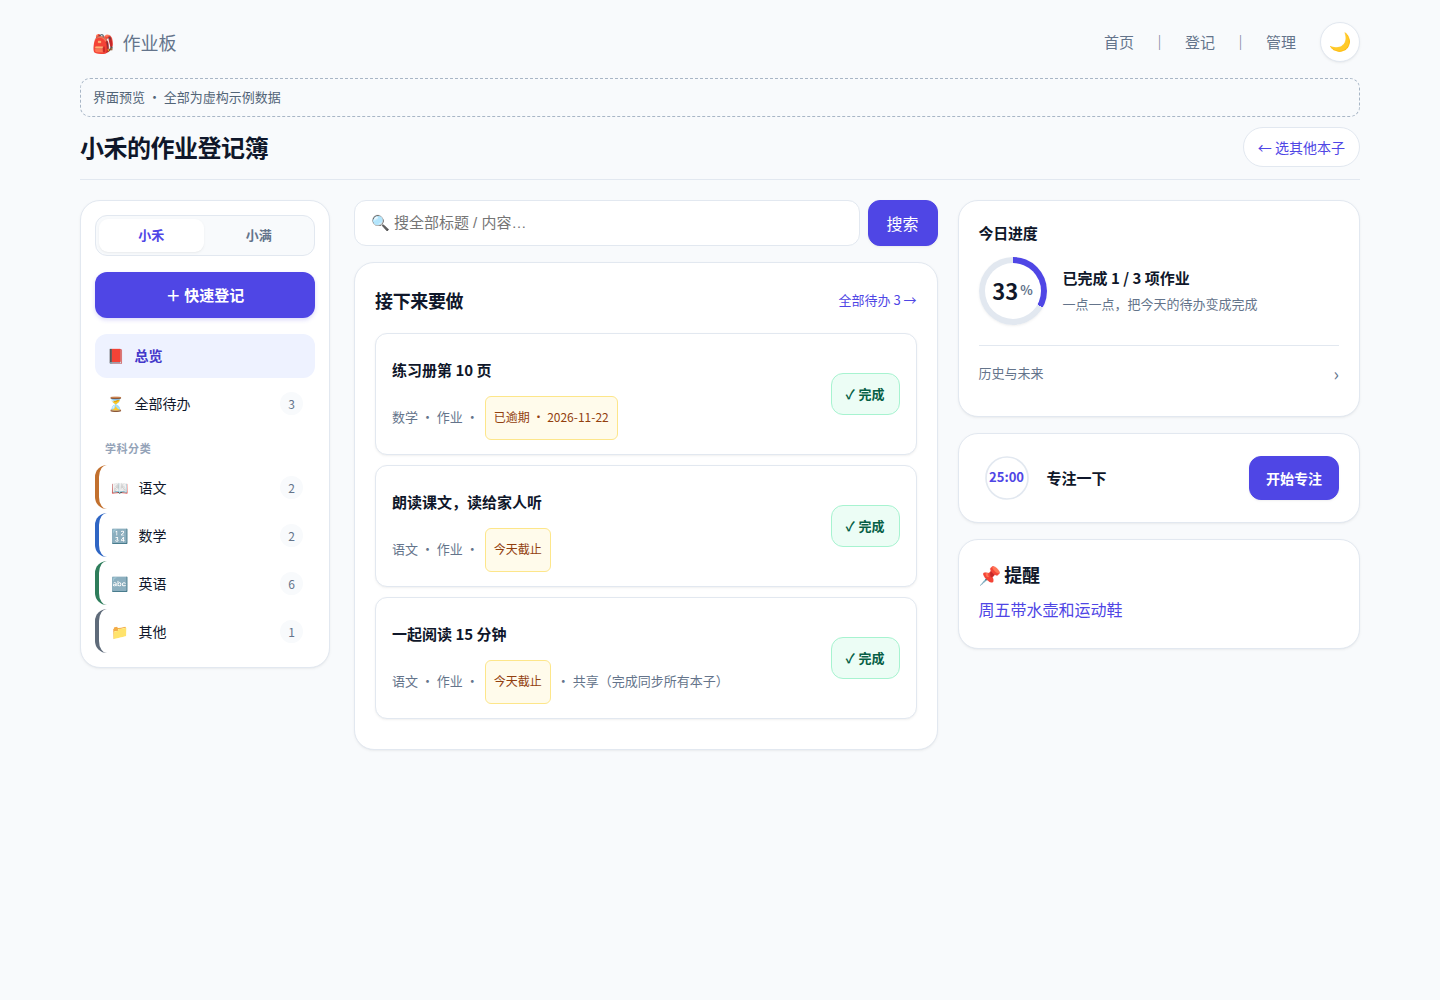 🎒 作业板
首页 | 登记 | 管理 🌙
界面预览 · 全部为虚构示例数据
小禾的作业登记簿
← 选其他本子
小禾 小满
＋ 快速登记
📕 总览
⏳ 全部待办 3
学科分类
📖 语文 2
🔢 数学 2
🔤 英语 6
📁 其他 1
🔍 搜全部标题 / 内容…
搜索
接下来要做
全部待办 3 →
练习册第 10 页
数学 · 作业 · 已逾期 · 2026-11-22
✓ 完成
朗读课文，读给家人听
语文 · 作业 · 今天截止
✓ 完成
一起阅读 15 分钟
语文 · 作业 · 今天截止 · 共享（完成同步所有本子）
✓ 完成
今日进度
33%
已完成 1 / 3 项作业
一点一点，把今天的待办变成完成
历史与未来 ›
25:00 专注一下
开始专注
📌 提醒
周五带水壶和运动鞋